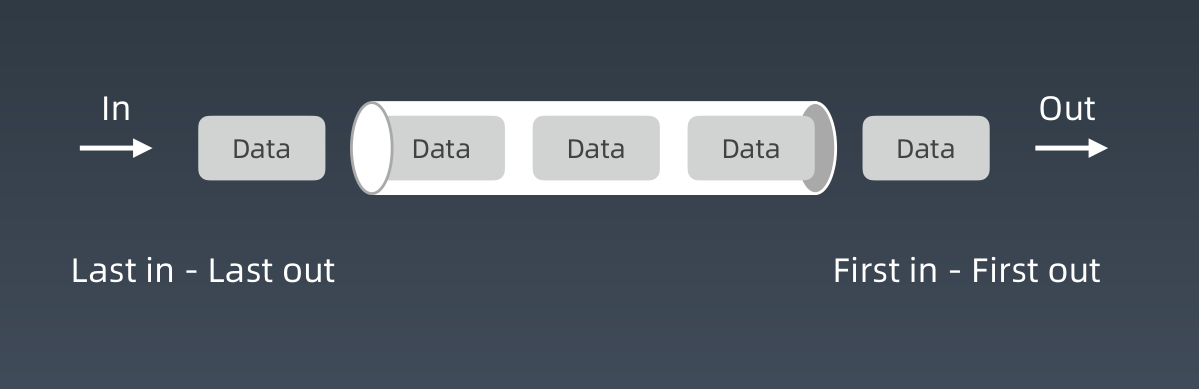 In
Out
Data
Data
Data
Data
Data
Last in - Last out
First in - First out